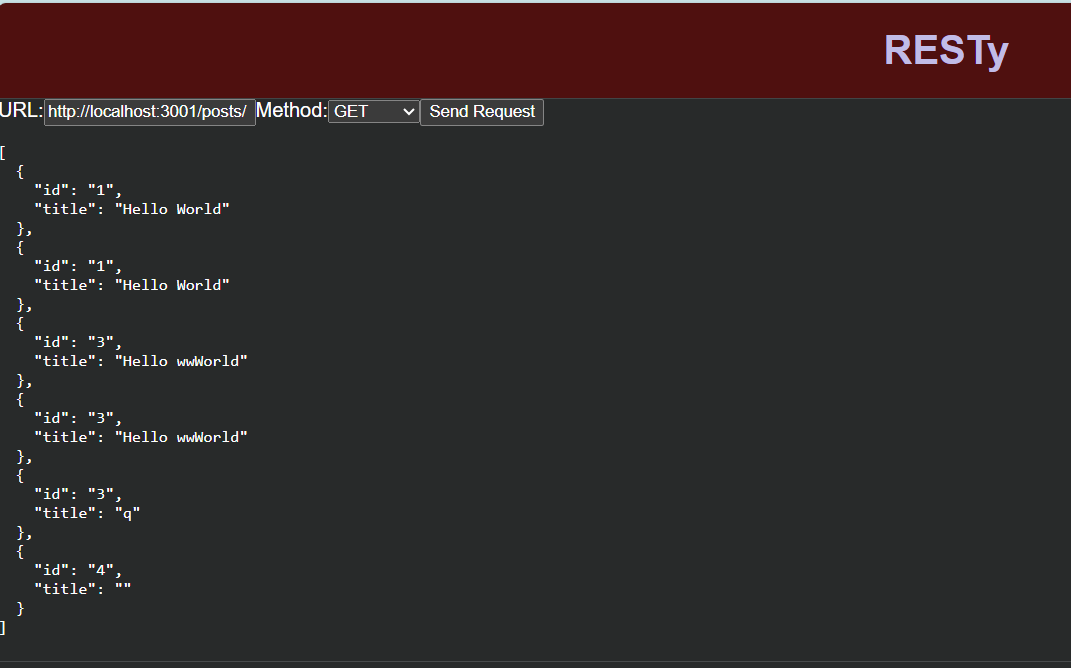 RESTy
URL: http://localhost:3001/posts/ Method: GET Send Request
[
  {
    "id": "1",
    "title": "Hello World"
  },
  {
    "id": "1",
    "title": "Hello World"
  },
  {
    "id": "3",
    "title": "Hello wwWorld"
  },
  {
    "id": "3",
    "title": "Hello wwWorld"
  },
  {
    "id": "3",
    "title": "q"
  },
  {
    "id": "4",
    "title": ""
  }
]